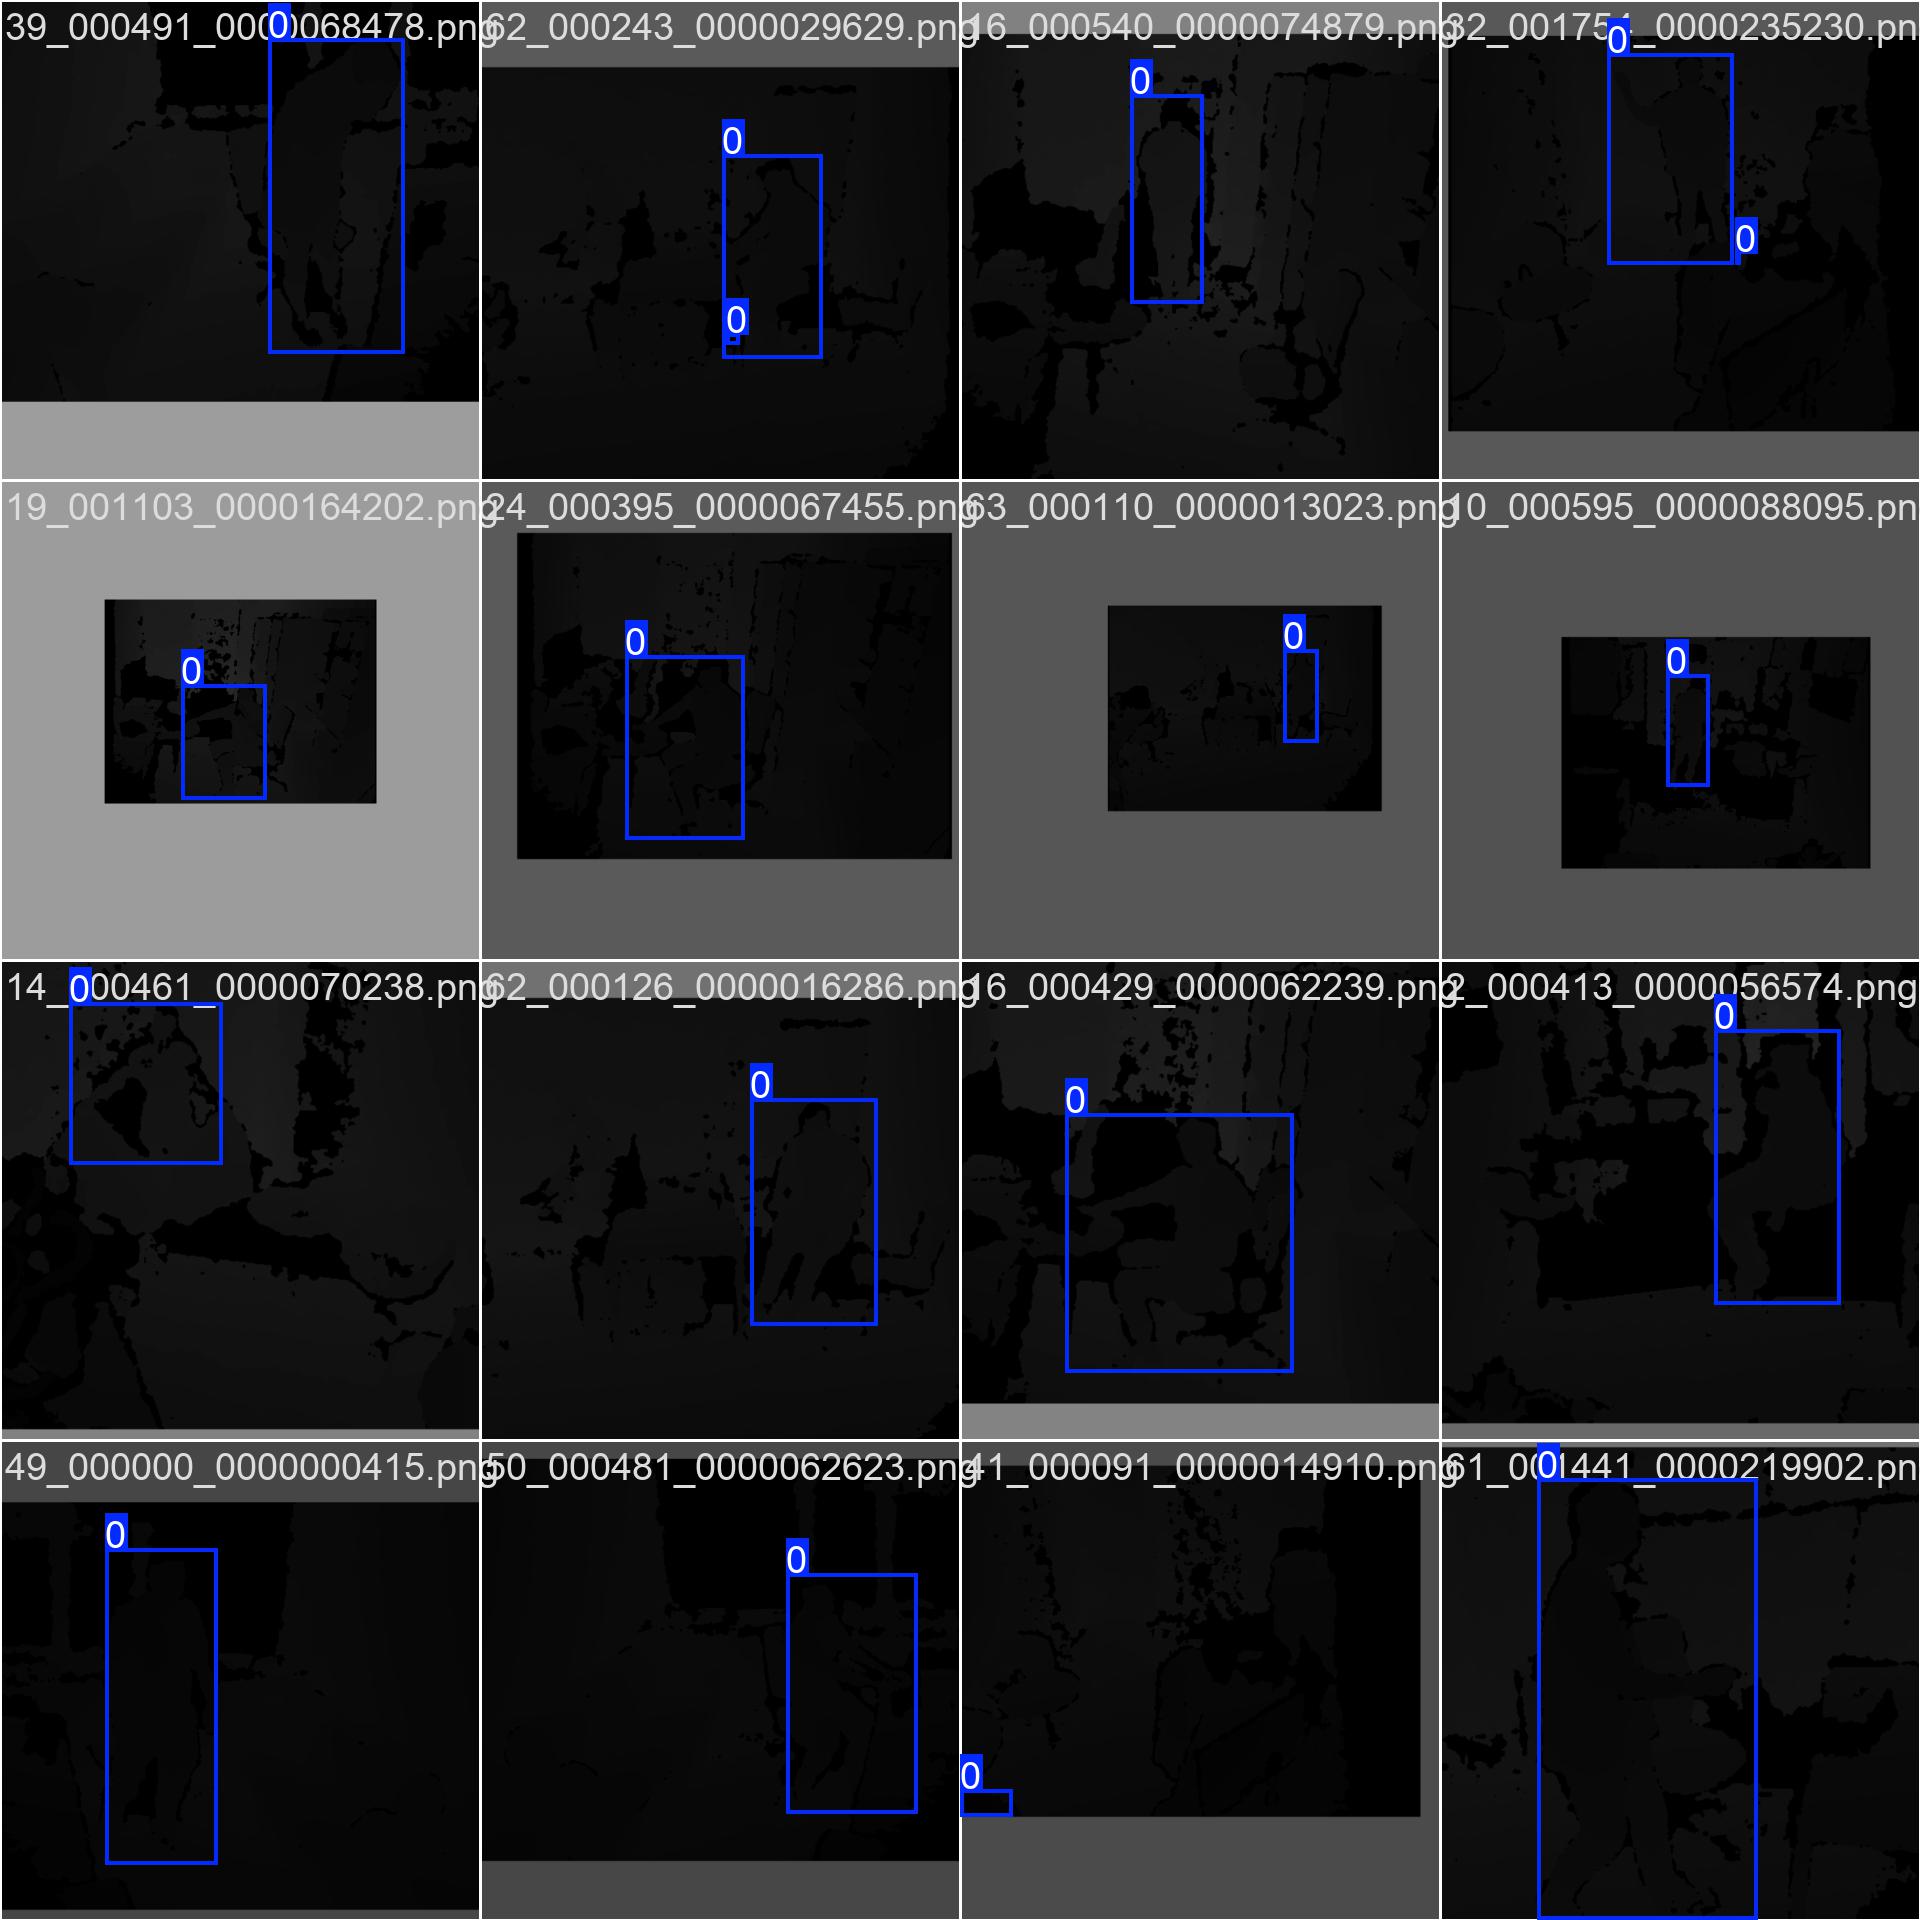 39_000491_0000068478.png
0
62_000243_0000029629.png
0
0
16_000540_0000074879.png
0
32_001754_0000235230.pn
0
0
19_001103_0000164202.png
0
24_000395_0000067455.png
0
63_000110_0000013023.png
0
10_000595_0000088095.pn
0
14_000461_0000070238.png
0
62_000126_0000016286.png
0
16_000429_0000062239.png
0
2_000413_0000056574.png
0
49_000000_0000000415.png
0
50_000481_0000062623.png
0
41_000091_0000014910.png
0
61_001441_0000219902.pn
0